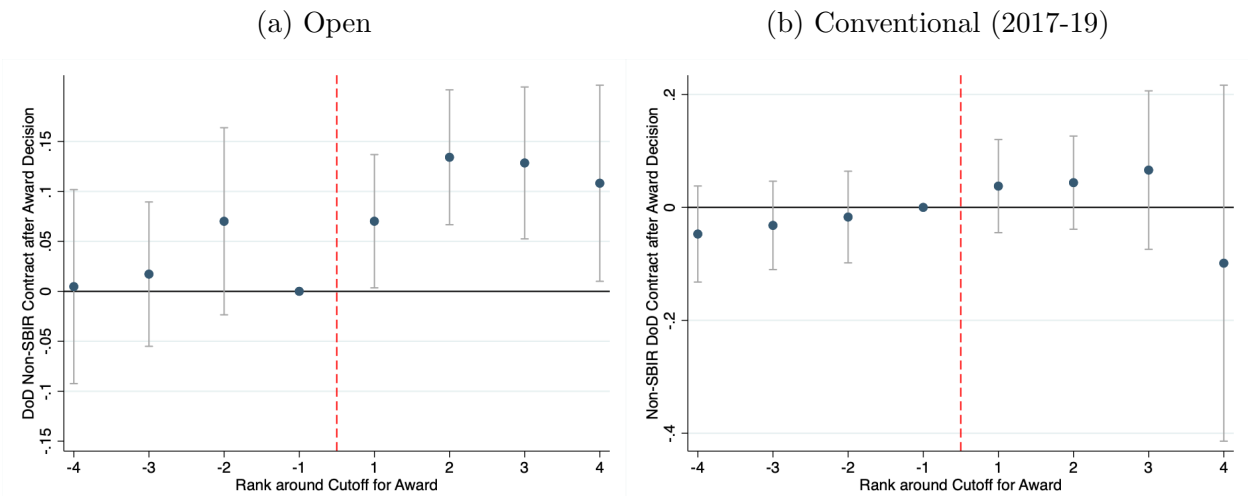 (a) Open
DoD Non-SBIR Contract after Award Decision
.15
.1
.05
0
-.05
-.1
-.15
-4 -3 -2 -1 1 2 3 4
Rank around Cutoff for Award
(b) Conventional (2017-19)
Non-SBIR DoD Contract after Award Decision
.2
0
-.2
-.4
-4 -3 -2 -1 1 2 3 4
Rank around Cutoff for Award